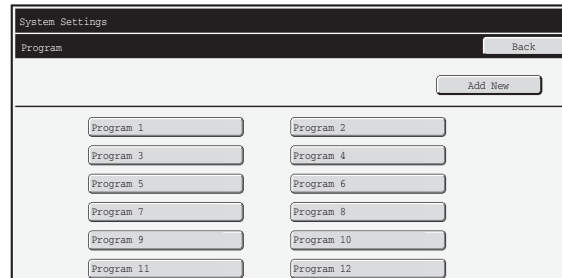 System Settings
Program
Back
Add New
Program 1
Program 2
Program 3
Program 4
Program 5
Program 6
Program 7
Program 8
Program 9
Program 10
Program 11
Program 12